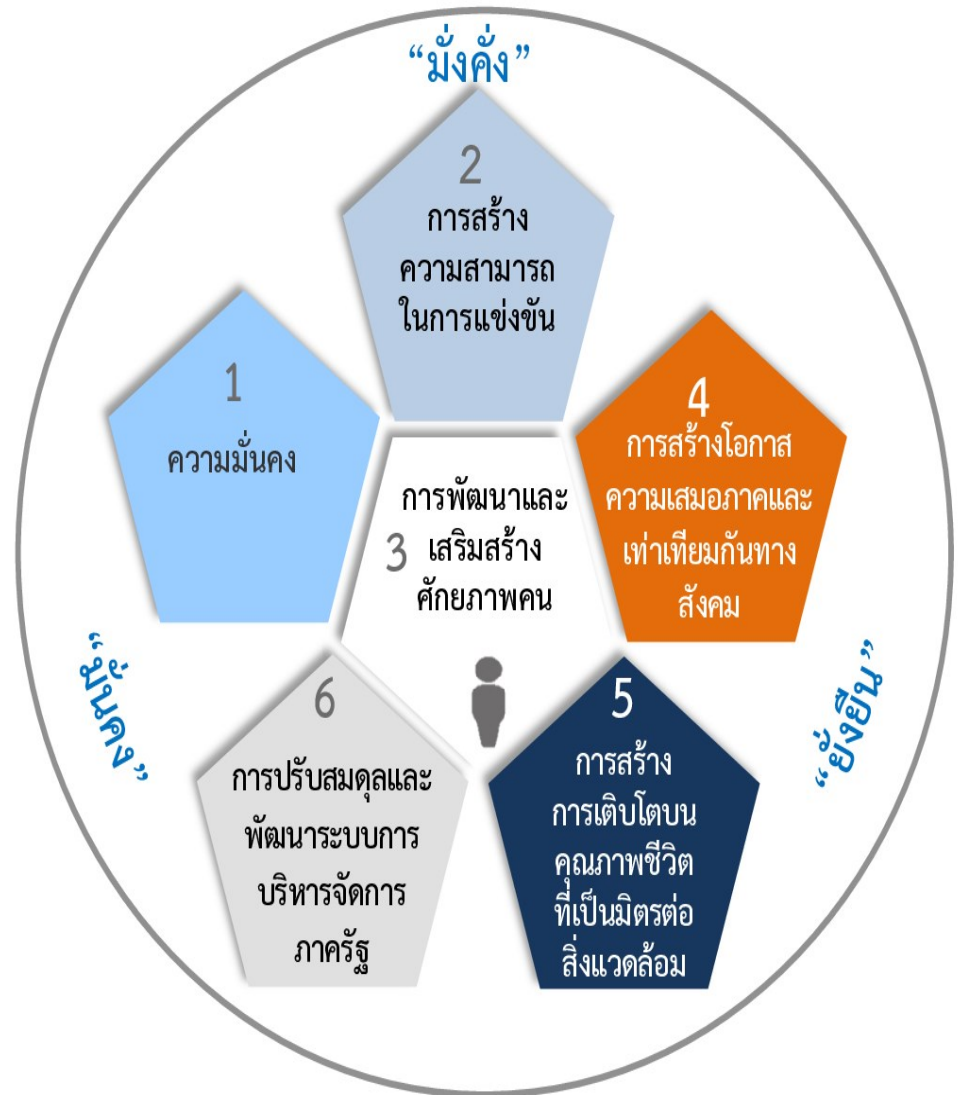 “มั่งคั่ง”
2
การสร้าง
ความสามารถ
ในการแข่งขัน
1
ความมั่นคง
4
การสร้างโอกาส
ความเสมอภาคและ
เท่าเทียมกันทาง
สังคม
3
การพัฒนาและ
เสริมสร้าง
ศักยภาพคน
“มั่นคง”
“ยั่งยืน”
6
การปรับสมดุลและ
พัฒนาระบบการ
บริหารจัดการ
ภาครัฐ
5
การสร้าง
การเติบโตบน
คุณภาพชีวิต
ที่เป็นมิตรต่อ
สิ่งแวดล้อม